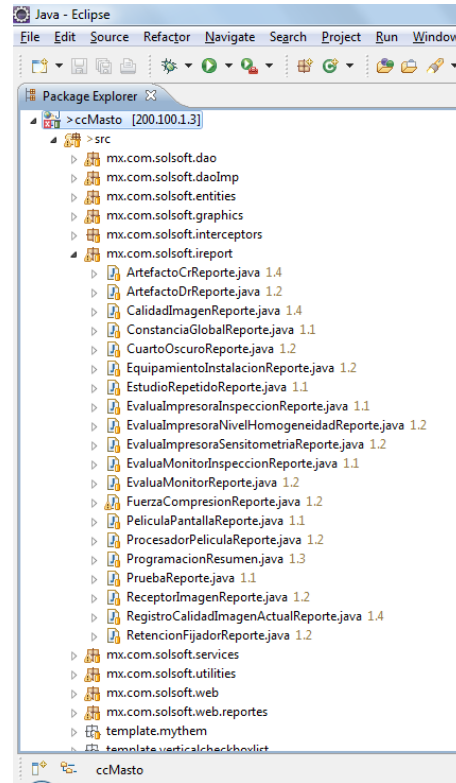 Java - Eclipse
File Edit Source Refactor Navigate Search Project Run Window
Package Explorer
>ccMasto [200.100.1.3]
>src
mx.com.solsoft.dao
mx.com.solsoft.daoImp
mx.com.solsoft.entities
mx.com.solsoft.graphics
mx.com.solsoft.interceptors
mx.com.solsoft.ireport
ArtefactoCrReporte.java 1.4
ArtefactoDrReporte.java 1.2
CalidadImagenReporte.java 1.4
ConstanciaGlobalReporte.java 1.1
CuartoOscuroReporte.java 1.2
EquipamientoInstalacionReporte.java 1.2
EstudioRepetidoReporte.java 1.1
EvaluaImpresoraInspeccionReporte.java 1.1
EvaluaImpresoraNivelHomogeneidadReporte.java 1.2
EvaluaImpresoraSensitometriaReporte.java 1.2
EvaluaMonitorInspeccionReporte.java 1.1
EvaluaMonitorReporte.java 1.2
FuerzaCompresionReporte.java 1.2
PeliculaPantallaReporte.java 1.1
ProcesadorPeliculaReporte.java 1.2
ProgramacionResumen.java 1.3
PruebaReporte.java 1.1
ReceptorImagenReporte.java 1.2
RegistroCalidadImagenActualReporte.java 1.4
RetencionFijadorReporte.java 1.2
mx.com.solsoft.services
mx.com.solsoft.utilities
mx.com.solsoft.web
mx.com.solsoft.web.reportes
template.mythem
template.verticalcheckboxlist
ccMasto